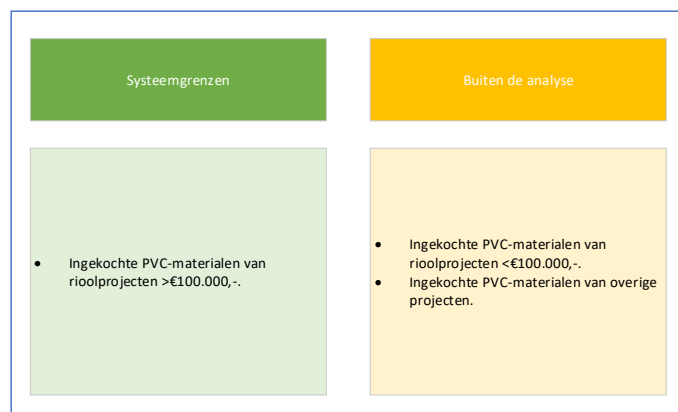 Systeemgrenzen
Buiten de analyse
• Ingekochte PVC-materialen van
rioolprojecten >€100.000,-.
• Ingekochte PVC-materialen van
rioolprojecten <€100.000,-.
• Ingekochte PVC-materialen van overige
projecten.